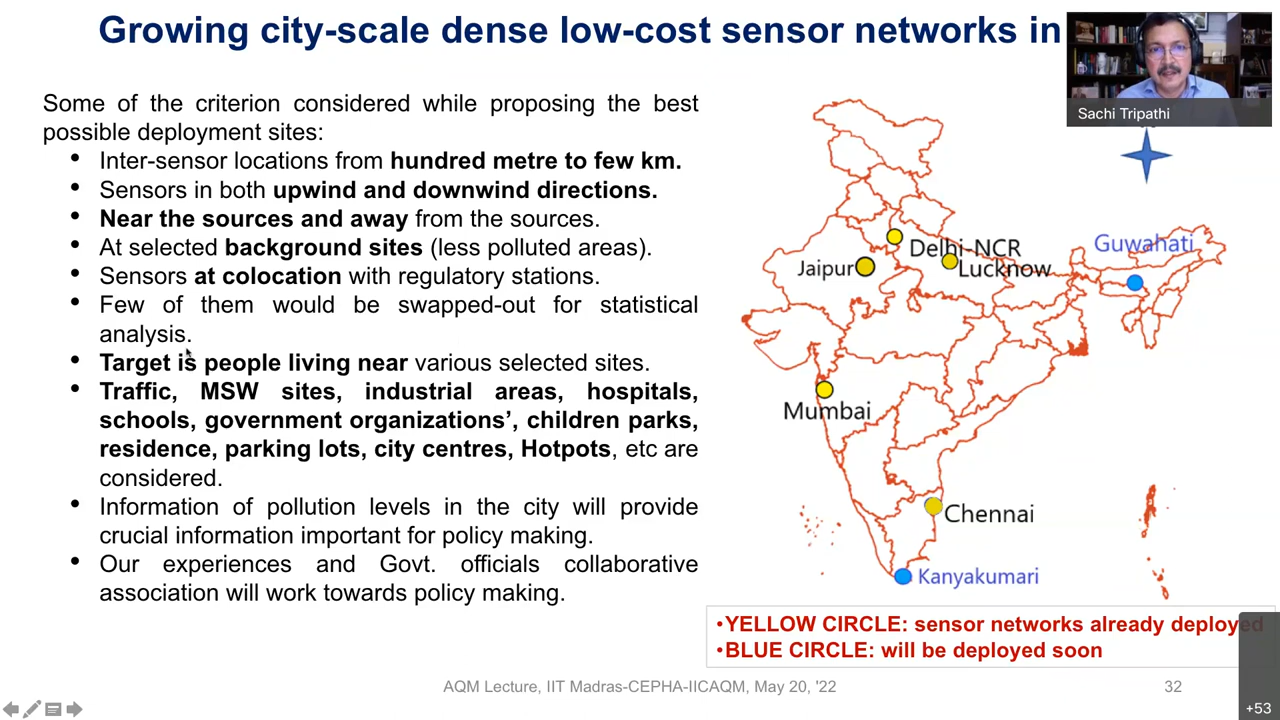 Growing city-scale dense low-cost sensor networks in
Sachi Tripathi
Some of the criterion considered while proposing the best
possible deployment sites:
• Inter-sensor locations from hundred metre to few km.
• Sensors in both upwind and downwind directions.
• Near the sources and away from the sources.
• At selected background sites (less polluted areas).
• Sensors at colocation with regulatory stations.
• Few of them would be swapped-out for statistical
analysis.
• Target is people living near various selected sites.
• Traffic, MSW sites, industrial areas, hospitals,
schools, government organizations’, children parks,
residence, parking lots, city centres, Hotpots, etc are
considered.
• Information of pollution levels in the city will provide
crucial information important for policy making.
• Our experiences and Govt. officials collaborative
association will work towards policy making.
Delhi-NCR
Guwahati
Jaipur
Lucknow
Mumbai
Chennai
Kanyakumari
•YELLOW CIRCLE: sensor networks already deployed
•BLUE CIRCLE: will be deployed soon
AQM Lecture, IIT Madras-CEPHA-IICAQM, May 20, '22
32
+53